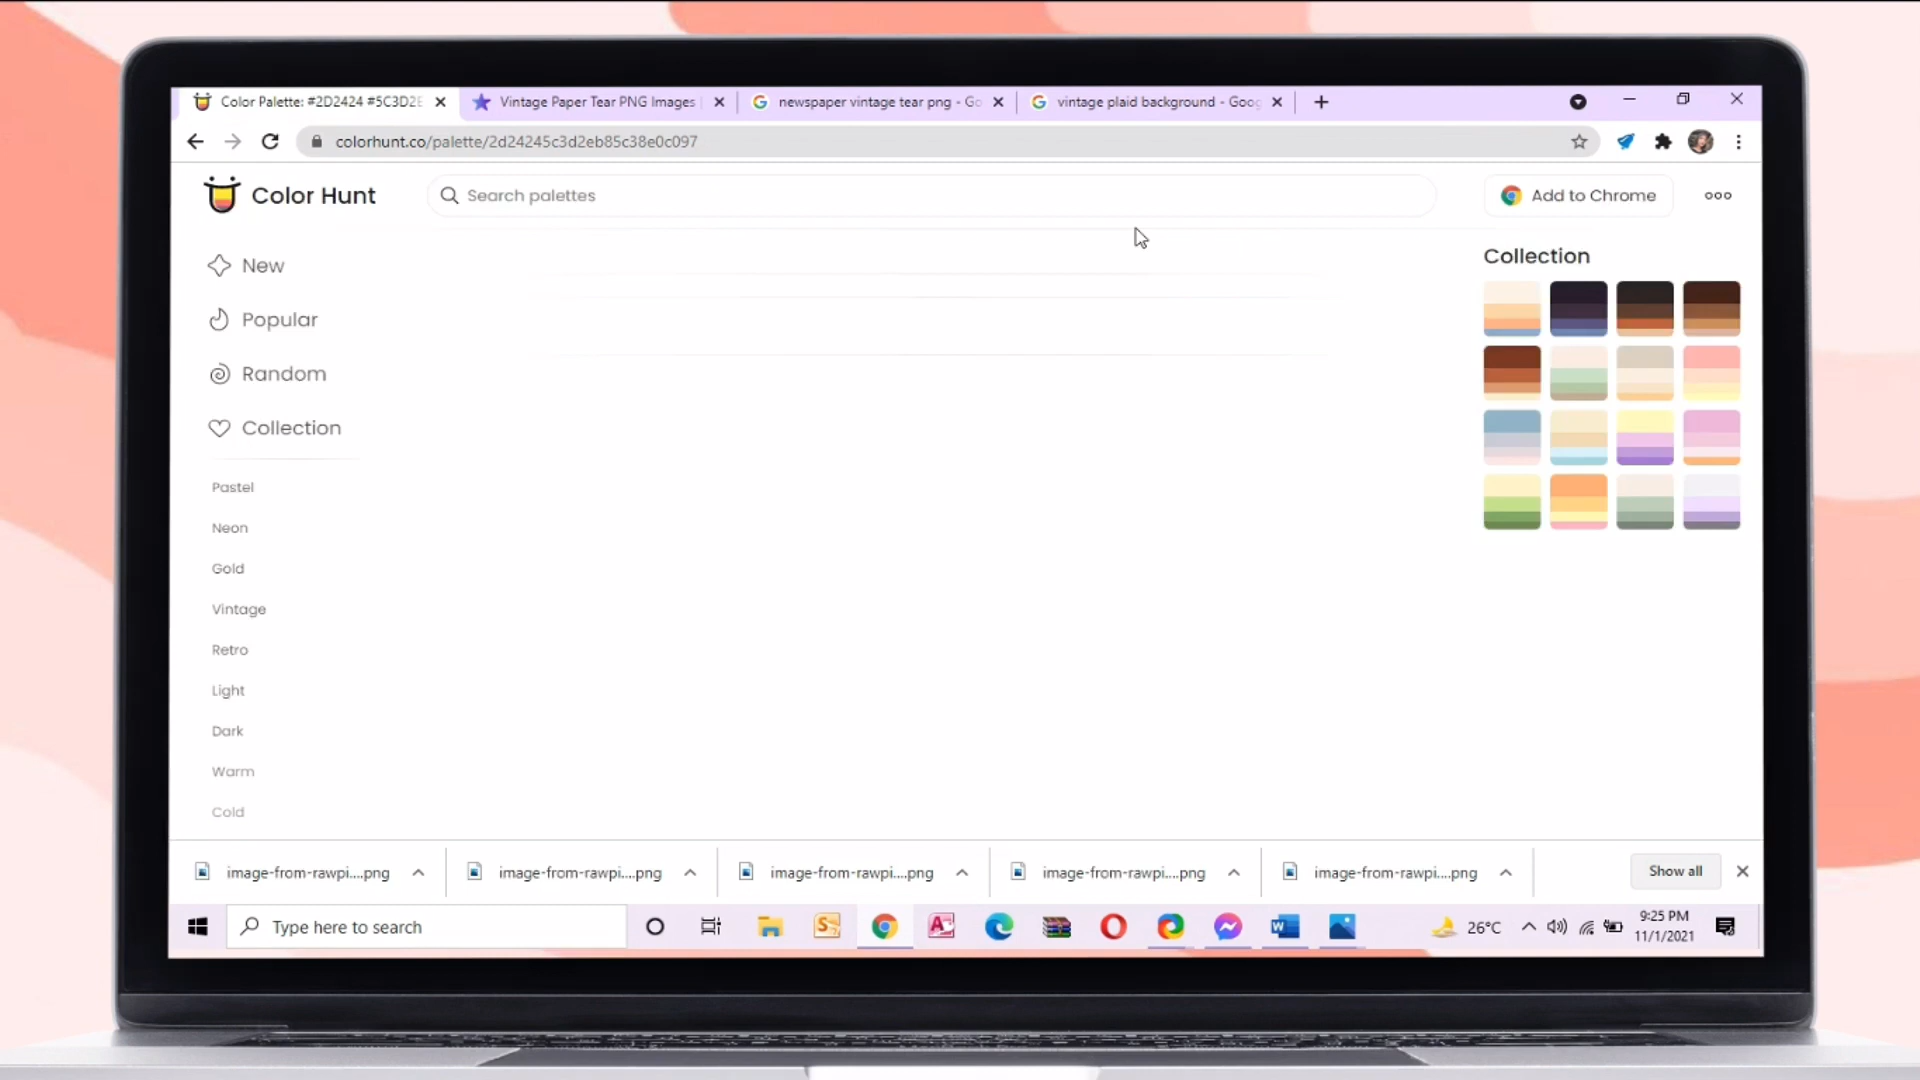 Color Palette: #2D2424 #5C3D2E
Vintage Paper Tear PNG Images
newspaper vintage tear png - Go
vintage plaid background - Goog
colorhunt.co/palette/2d24245c3d2eb85c38e0c097
Color Hunt
Search palettes
Add to Chrome
New
Popular
Random
Collection
Pastel
Neon
Gold
Vintage
Retro
Light
Dark
Warm
Cold
Collection
image-from-rawpi....png
image-from-rawpi....png
image-from-rawpi....png
image-from-rawpi....png
image-from-rawpi....png
Show all
Type here to search
26°C
9:25 PM
11/1/2021